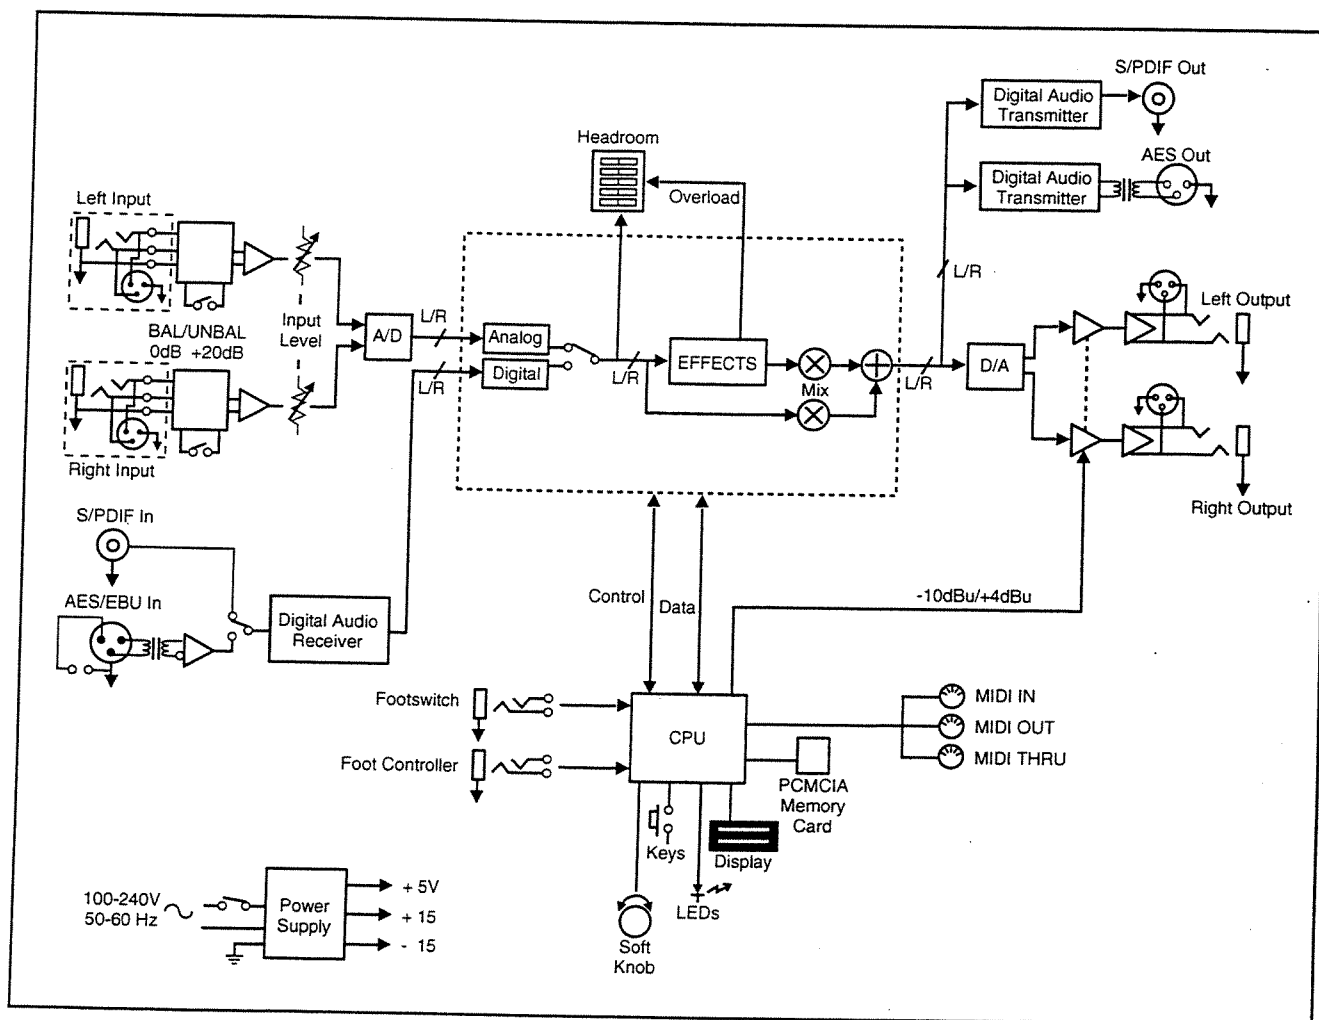 S/PDIF Out
Digital Audio
Transmitter
Headroom
AES Out
Digital Audio
Transmitter
Overload
Left Input
L/R
Left Output
BAL/UNBAL
0dB +20dB
Input
Level
A/D
L/R
Analog
Digital
L/R
L/R
EFFECTS
Mix
L/R
D/A
Right Input
Right Output
S/PDIF In
AES/EBU In
Digital Audio
Receiver
Control
Data
-10dBu/+4dBu
Footswitch
Foot Controller
CPU
MIDI IN
MIDI OUT
MIDI THRU
PCMCIA
Memory
Card
Keys
Display
LEDs
Soft
Knob
100-240V
50-60 Hz
Power
Supply
+ 5V
+ 15
- 15